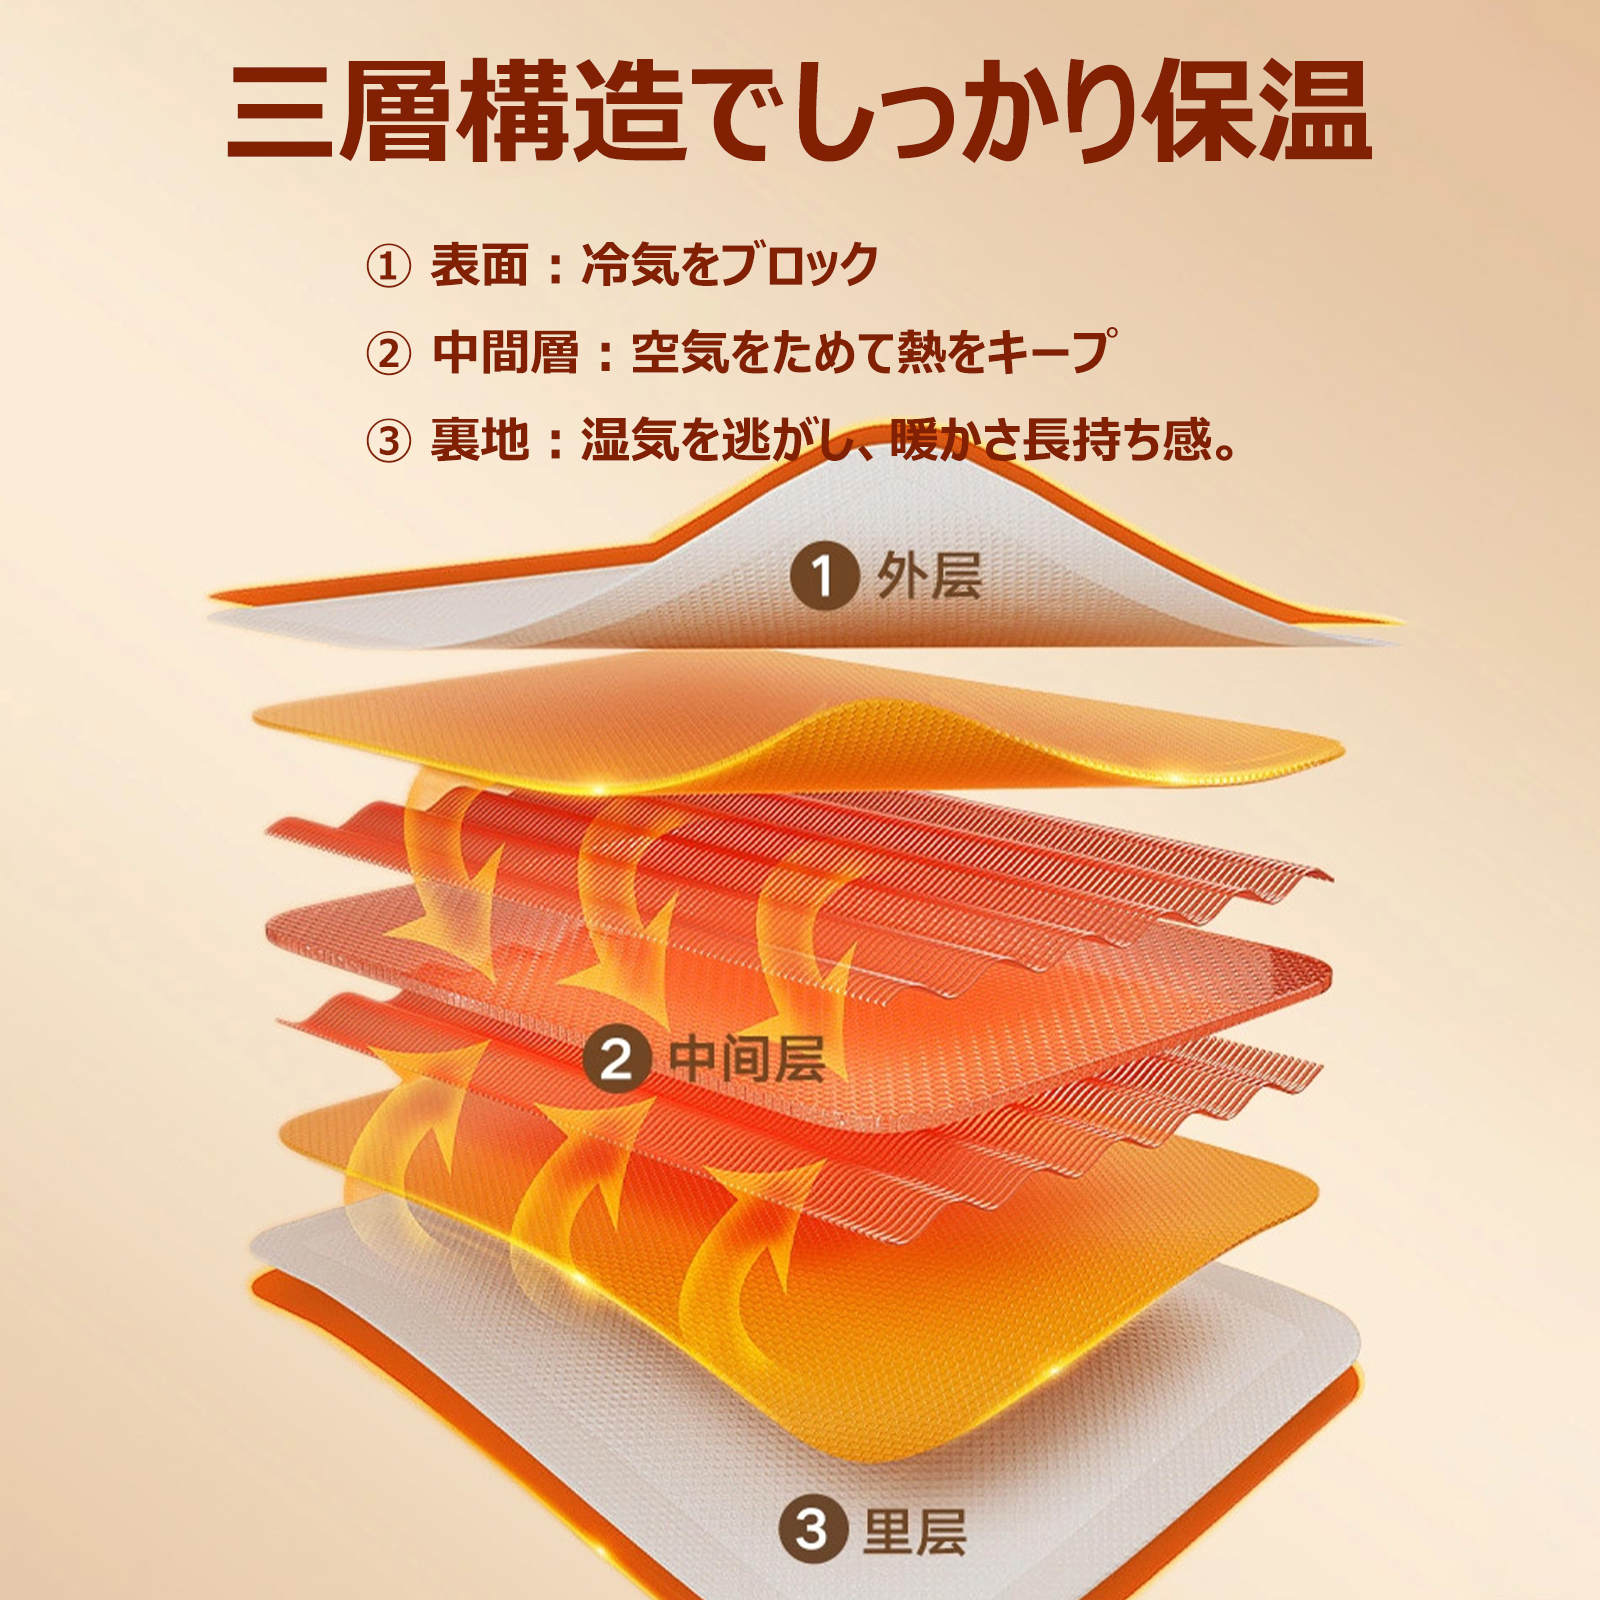 三層構造でしっかり保温
① 表面：冷気をブロック
② 中間層：空気をためて熱をキープ
③ 裏地：湿気を逃がし、暖かさ長持ち感。
1 外层
2 中间层
3 里层